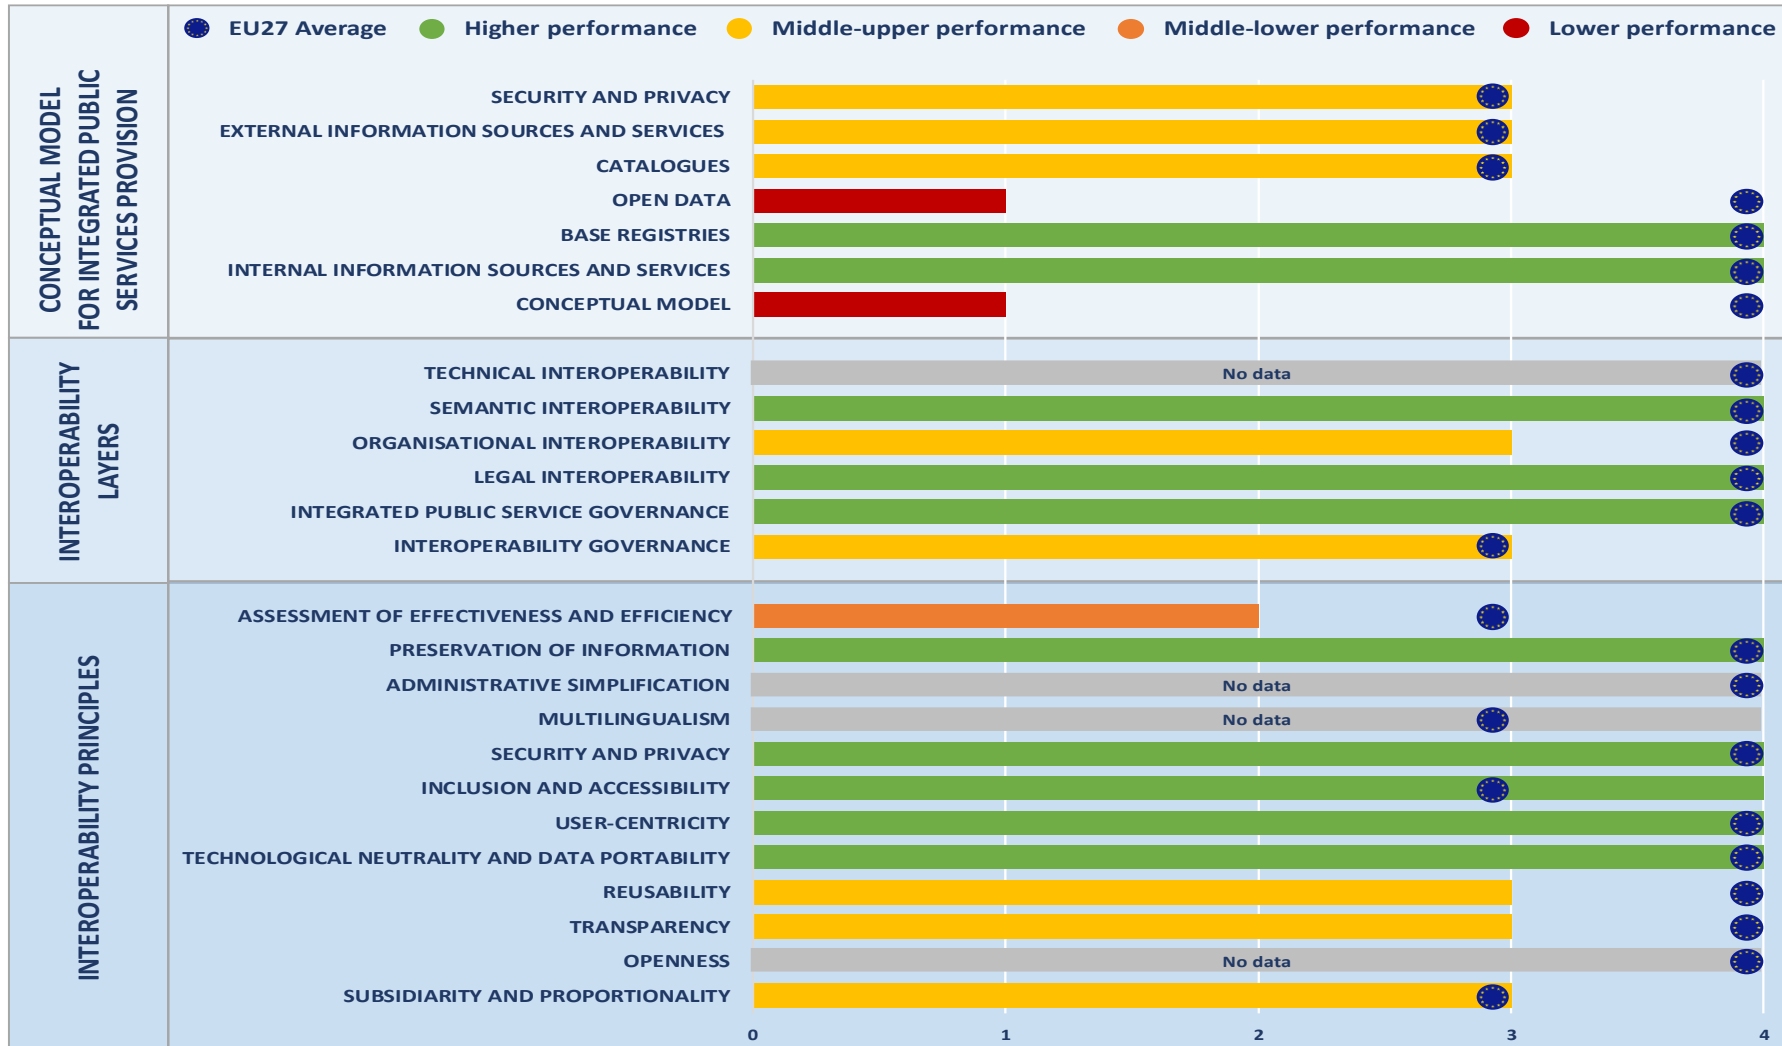 EU27 Average
Higher performance
Middle-upper performance
Middle-lower performance
Lower performance
CONCEPTUAL MODEL
FOR INTEGRATED PUBLIC
SERVICES PROVISION
SECURITY AND PRIVACY
EXTERNAL INFORMATION SOURCES AND SERVICES
CATALOGUES
OPEN DATA
BASE REGISTRIES
INTERNAL INFORMATION SOURCES AND SERVICES
CONCEPTUAL MODEL
INTEROPERABILITY
LAYERS
TECHNICAL INTEROPERABILITY
No data
SEMANTIC INTEROPERABILITY
ORGANISATIONAL INTEROPERABILITY
LEGAL INTEROPERABILITY
INTEGRATED PUBLIC SERVICE GOVERNANCE
INTEROPERABILITY GOVERNANCE
INTEROPERABILITY PRINCIPLES
ASSESSMENT OF EFFECTIVENESS AND EFFICIENCY
PRESERVATION OF INFORMATION
ADMINISTRATIVE SIMPLIFICATION
No data
MULTILINGUALISM
No data
SECURITY AND PRIVACY
INCLUSION AND ACCESSIBILITY
USER-CENTRICITY
TECHNOLOGICAL NEUTRALITY AND DATA PORTABILITY
REUSABILITY
TRANSPARENCY
OPENNESS
No data
SUBSIDIARITY AND PROPORTIONALITY
0 1 2 3 4